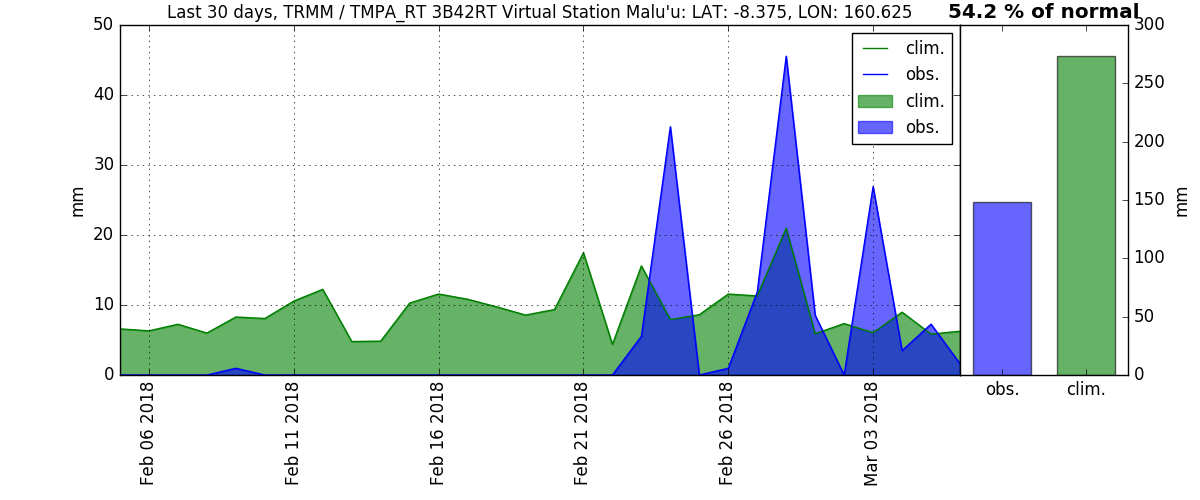 Last 30 days, TRMM / TMPA_RT 3B42RT Virtual Station Malu'u: LAT: -8.375, LON: 160.625
54.2 % of normal
50
40
30
20
10
0
mm
clim.
obs.
clim.
obs.
Feb 06 2018
Feb 11 2018
Feb 16 2018
Feb 21 2018
Feb 26 2018
Mar 03 2018
300
250
200
150
100
50
0
mm
obs.
clim.